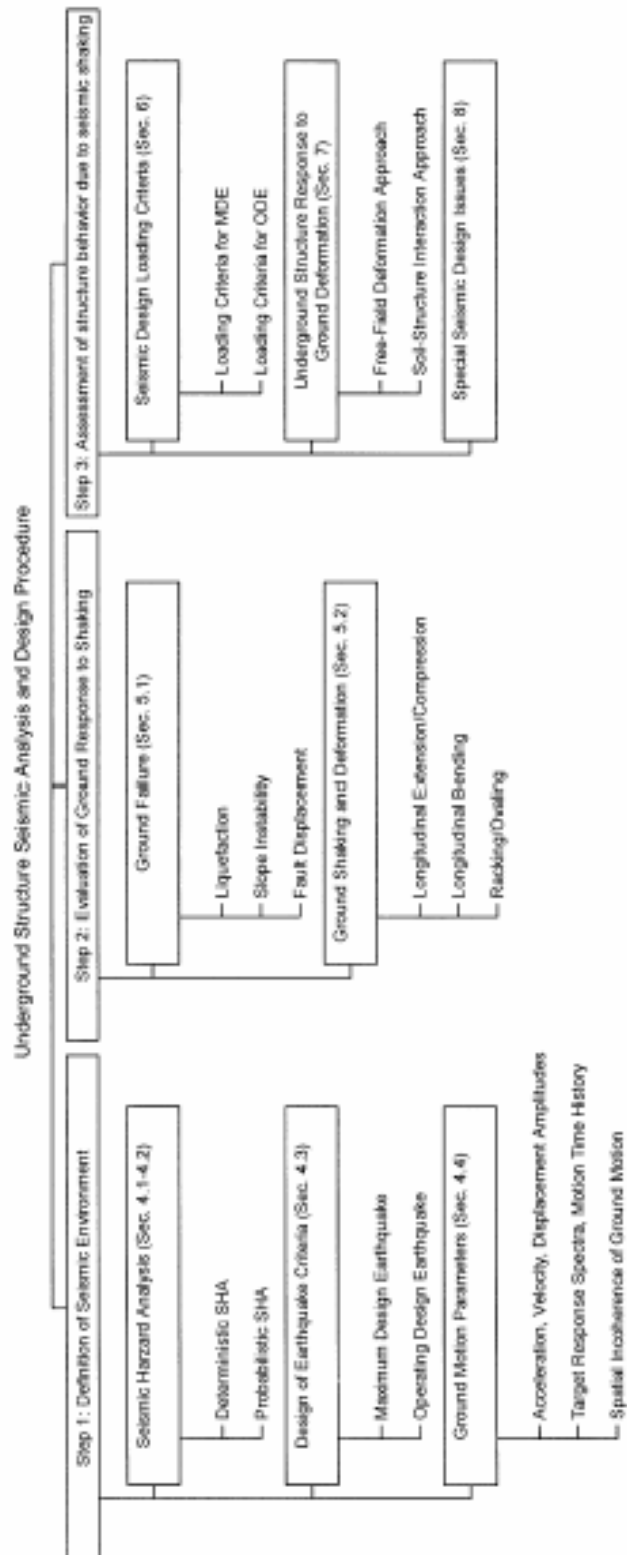 Underground Structure Seismic Analysis and Design Procedure
Step 1: Definition of Seismic Environment
Seismic Harzard Analysis (Sec. 4.1-4.2)
Deterministic SHA
Probabilistic SHA
Design of Earthquake Criteria (Sec. 4.3)
Maximum Design Earthquake
Operating Design Earthquake
Ground Motion Parameters (Sec. 4.4)
Acceleration, Velocity, Displacement Amplitudes
Target Response Spectra, Motion Time History
Spatial Incoherence of Ground Motion
Step 2: Evaluation of Ground Response to Shaking
Ground Failure (Sec. 5.1)
Liquefaction
Slope Instability
Fault Displacement
Ground Shaking and Deformation (Sec. 5.2)
Longitudinal Extension/Compression
Longitudinal Bending
Racking/Ovaling
Step 3: Assessment of structure behavior due to seismic shaking
Seismic Design Loading Criteria (Sec. 6)
Loading Criteria for MDE
Loading Criteria for ODE
Underground Structure Response to
Ground Deformation (Sec. 7)
Free-Field Deformation Approach
Soil-Structure Interaction Approach
Special Seismic Design Issues (Sec. 8)